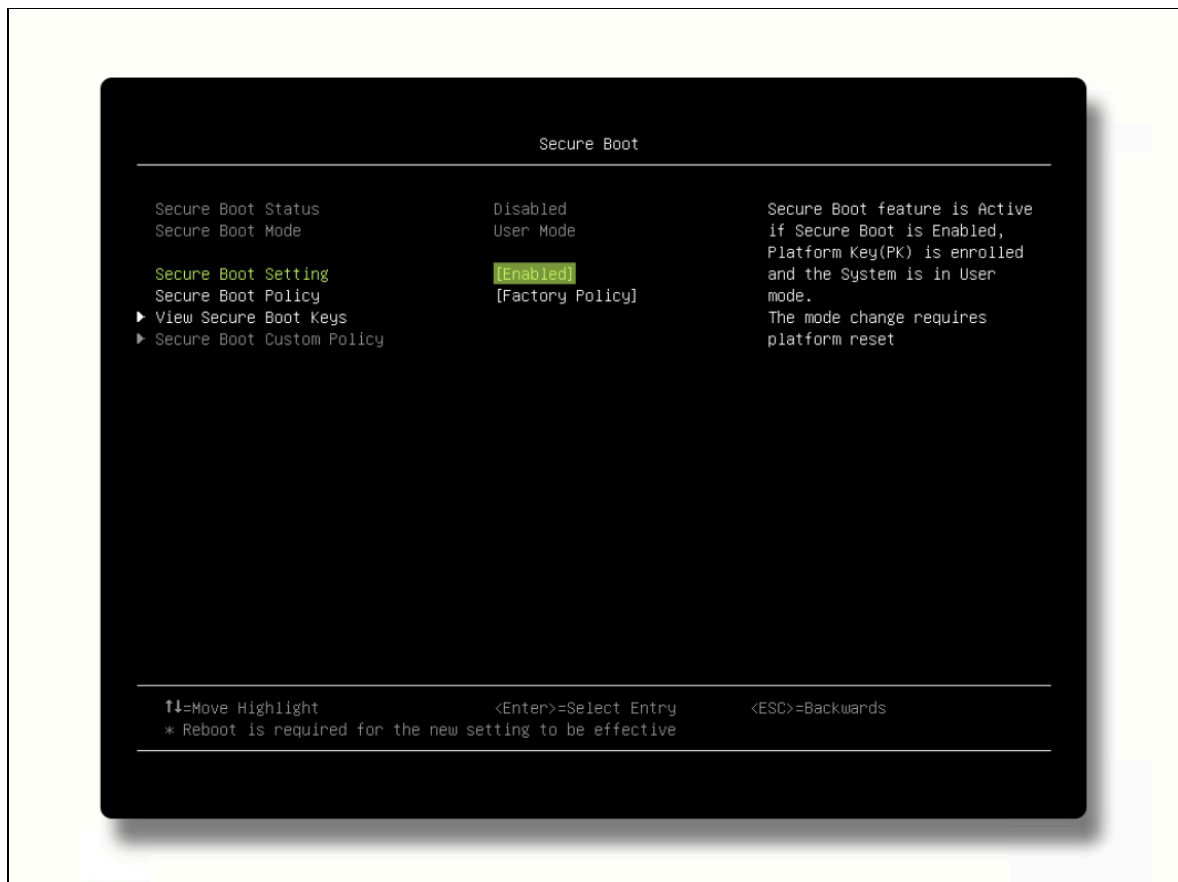 Secure Boot
Secure Boot Status Disabled
Secure Boot Mode User Mode
Secure Boot Setting [Enabled]
Secure Boot Policy [Factory Policy]
View Secure Boot Keys
Secure Boot Custom Policy
Secure Boot feature is Active
if Secure Boot is Enabled,
Platform Key(PK) is enrolled
and the System is in User
mode.
The mode change requires
platform reset
↑↓=Move Highlight <Enter>=Select Entry <ESC>=Backwards
* Reboot is required for the new setting to be effective